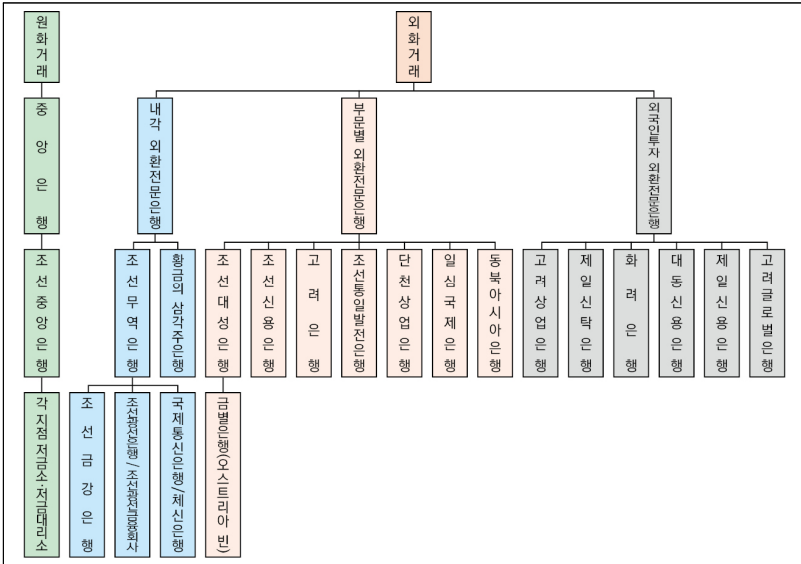 원화거래
외화거래
중앙은행
내각 외환전문은행
부문별 외환전문은행
외국인투자 외환전문은행
조선중앙은행
조선무역은행
황금의 삼각주은행
조선대성은행
조선신용은행
고려은행
조선통일발전은행
단천상업은행
일심국제은행
동북아시아은행
고려상업은행
제일신탁은행
화려은행
대동신용은행
제일신용은행
고려글로벌은행
각 지점 저금소·저금대리소
조선금강은행
조선광선은행/조선광선금융회사
국제통신은행/체신은행
금별은행(오스트리아 빈)